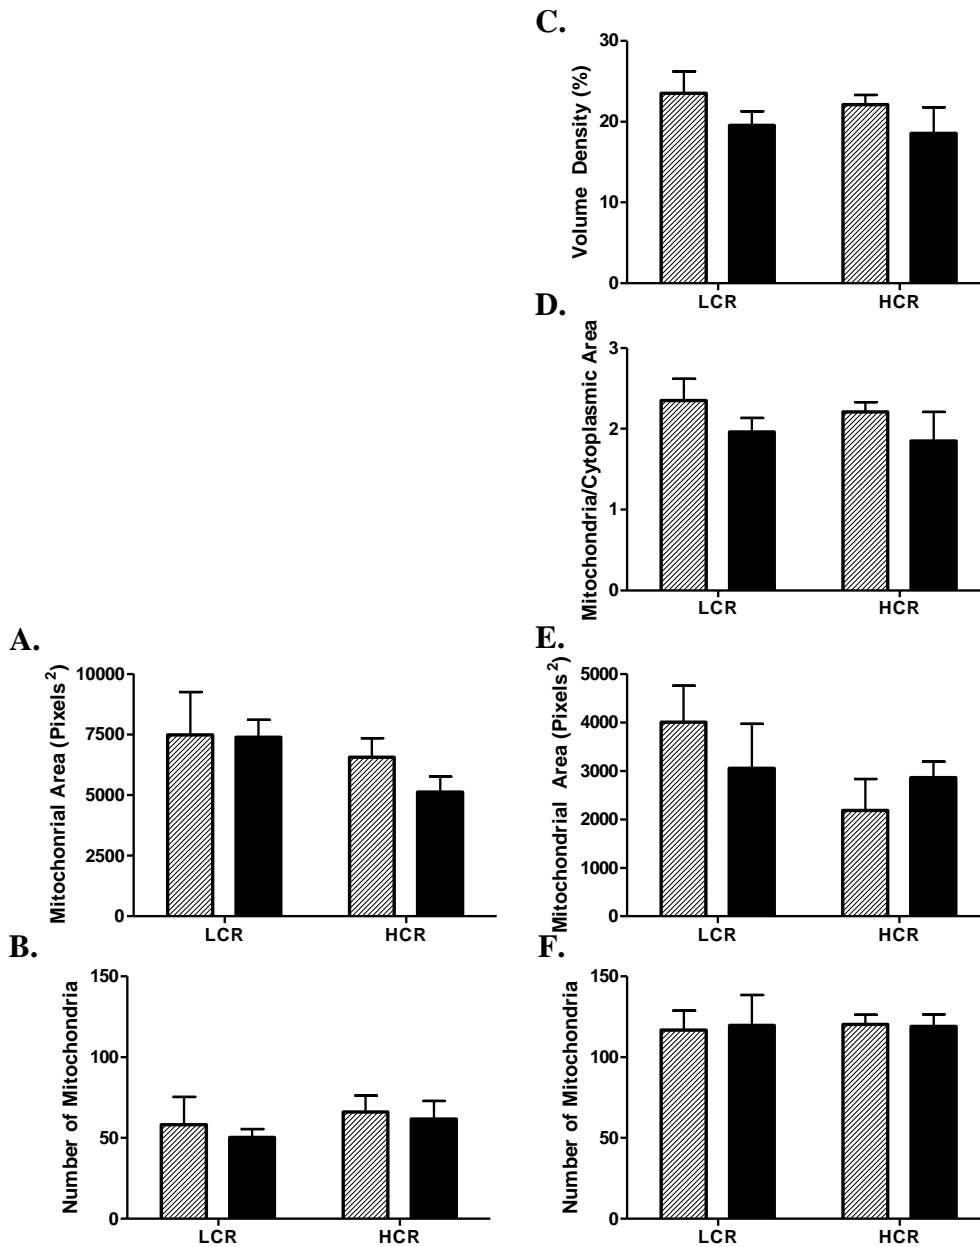 C.
Volume Density (%)
30
20
10
0
LCR
HCR
D.
Mitochondria/Cytoplasmic Area
3
2
1
0
LCR
HCR
A.
Mitochonrial Area (Pixels²)
10000
7500
5000
2500
0
LCR
HCR
E.
Mitochondrial Area (Pixels²)
5000
4000
3000
2000
1000
0
LCR
HCR
B.
Number of Mitochondria
150
100
50
0
LCR
HCR
F.
Number of Mitochondria
150
100
50
0
LCR
HCR